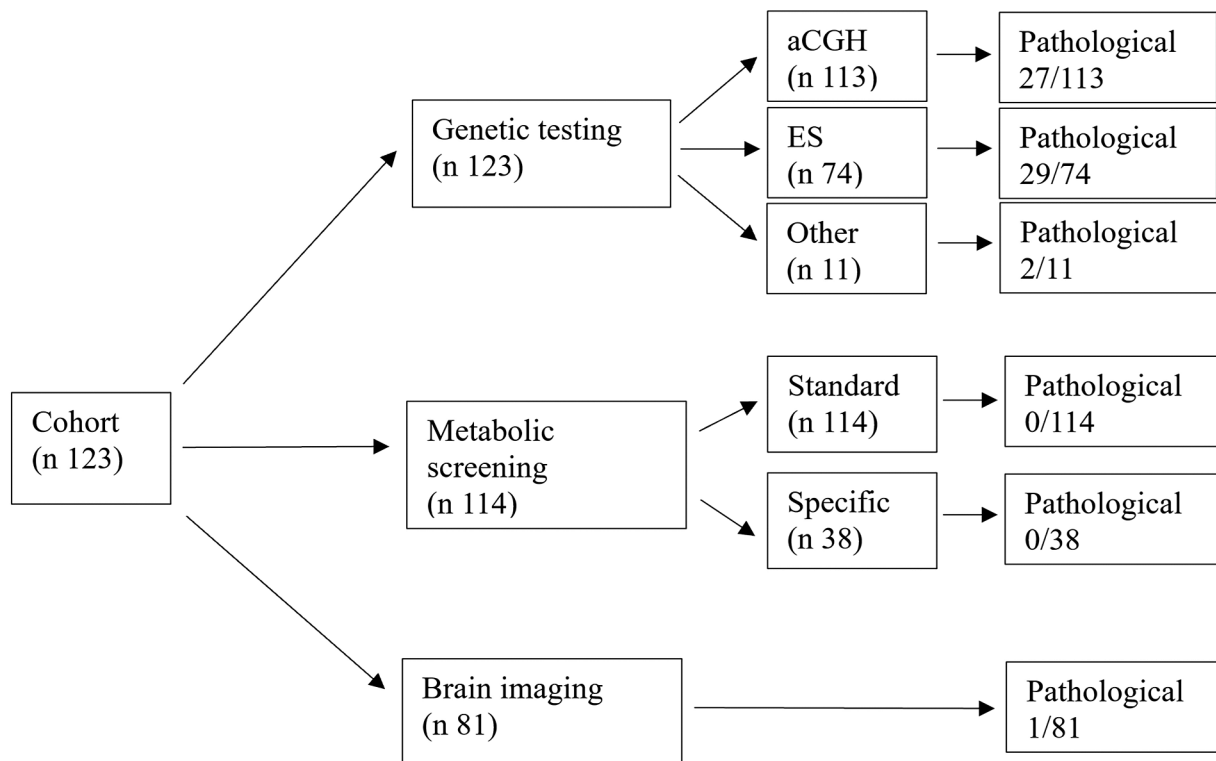 Cohort
(n 123)
Genetic testing
(n 123)
aCGH
(n 113)
Pathological
27/113
ES
(n 74)
Pathological
29/74
Other
(n 11)
Pathological
2/11
Metabolic
screening
(n 114)
Standard
(n 114)
Pathological
0/114
Specific
(n 38)
Pathological
0/38
Brain imaging
(n 81)
Pathological
1/81